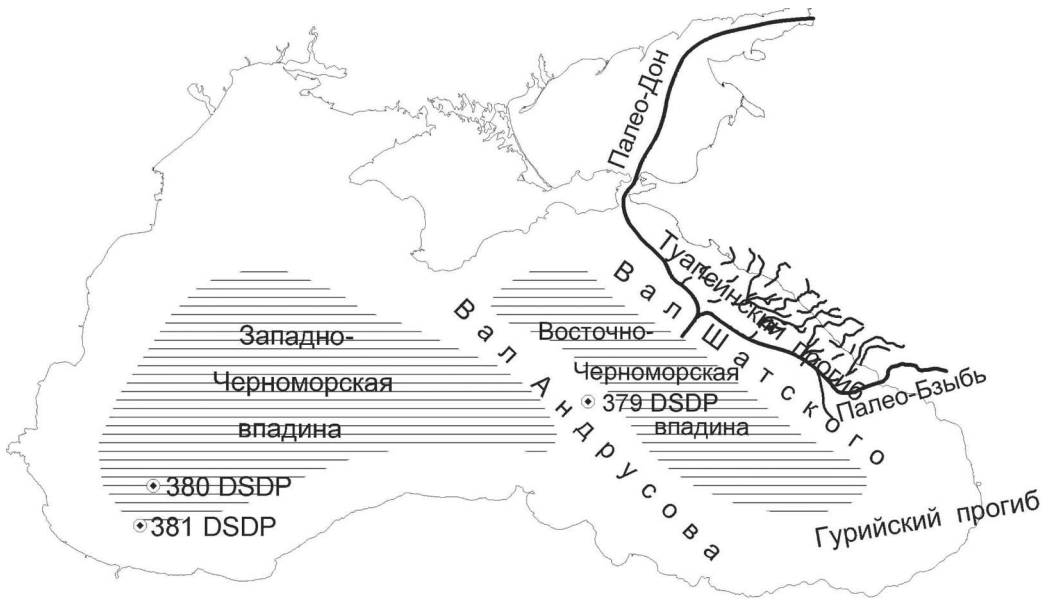 Палео-Дон
Туапсинский прогиб
Вал Шатского
Вал Андрусова
Западно-
Черноморская
впадина
Восточно-
Черноморская
379 DSDP
впадина
Палео-Бзыбь
380 DSDP
381 DSDP
Гурийский прогиб